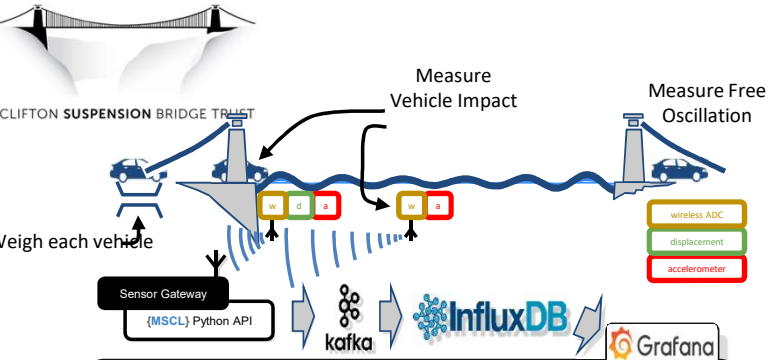 CLIFTON SUSPENSION BRIDGE TRUST
Measure
Vehicle Impact
Measure Free
Oscillation
w d a
w a
wireless ADC
displacement
accelerometer
Weigh each vehicle
Sensor Gateway
{MSCL} Python API
kafka
InfluxDB
Grafana